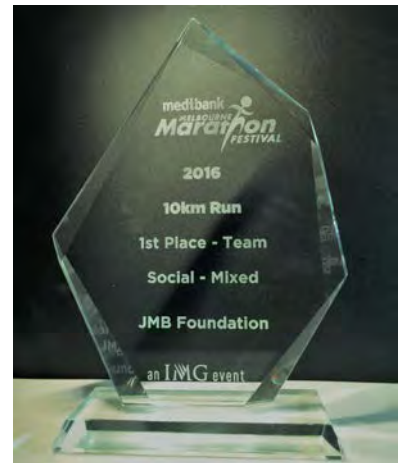 medibank
MELBOURNE
Marathon
FESTIVAL
2016
10km Run
1st Place - Team
Social - Mixed
JMB Foundation
an IMG event